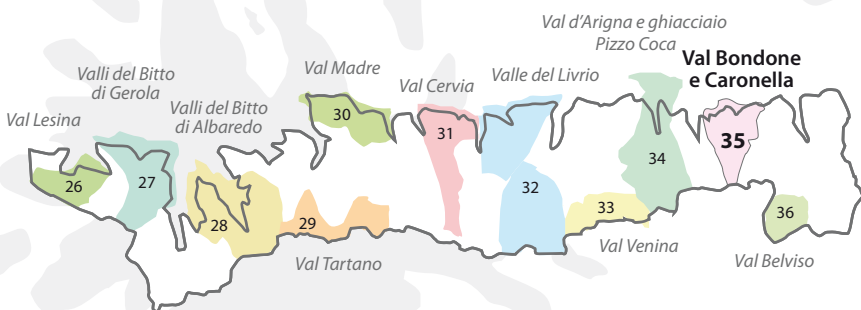 Val d'Arigna e ghiacciaio
Pizzo Coca
Val Bondone
e Caronella
Valli del Bitto
di Gerola
Val Madre
Val Cervia
Valle del Livrio
Valli del Bitto
di Albaredo
Val Lesina
26
27
28
29
30
31
32
33
34
35
36
Val Tartano
Val Venina
Val Belviso